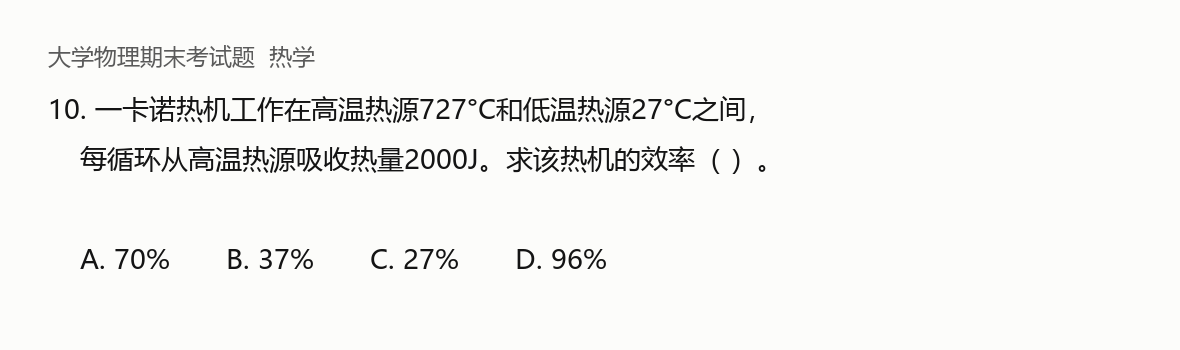 大学物理期末考试题 热学
10. 一卡诺热机工作在高温热源727°C和低温热源27°C之间，
每循环从高温热源吸收热量2000J。求该热机的效率（ ）。
A. 70% B. 37% C. 27% D. 96%